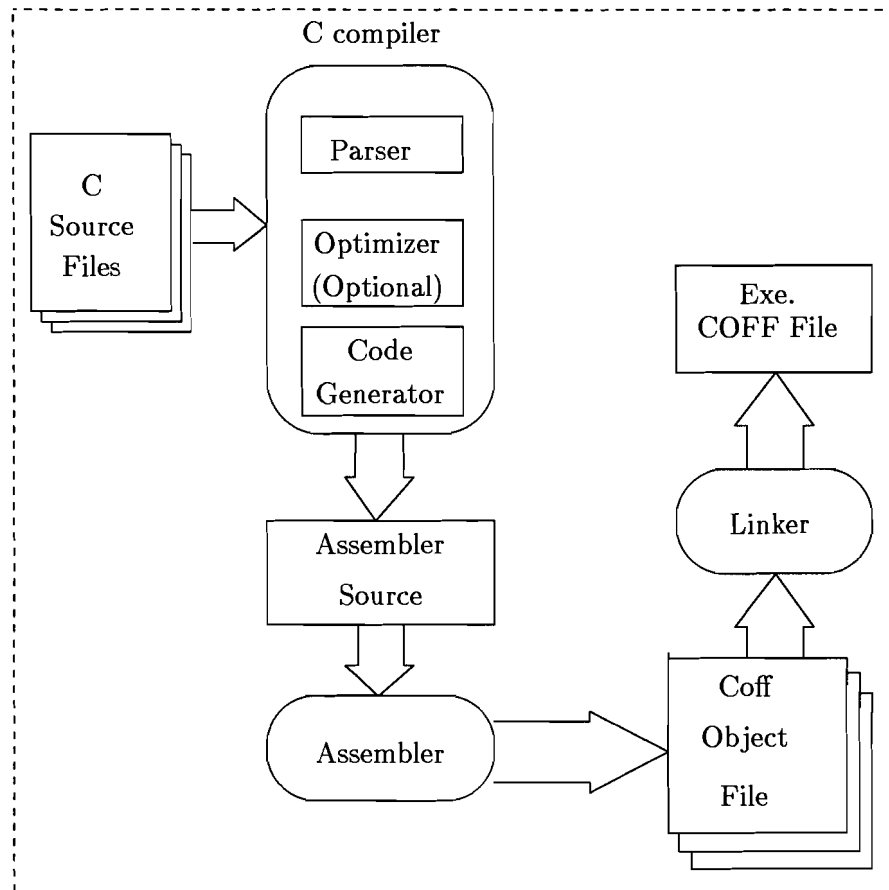 C compiler
Parser
C
Source
Files
Optimizer
(Optional)
Code
Generator
Exe.
COFF File
Linker
Assembler
Source
Assembler
Coff
Object
File